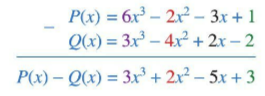 P(x) = 6x³ – 2x² – 3x + 1
–
Q(x) = 3x³ – 4x² + 2x – 2
P(x) – Q(x) = 3x³ + 2x² – 5x + 3